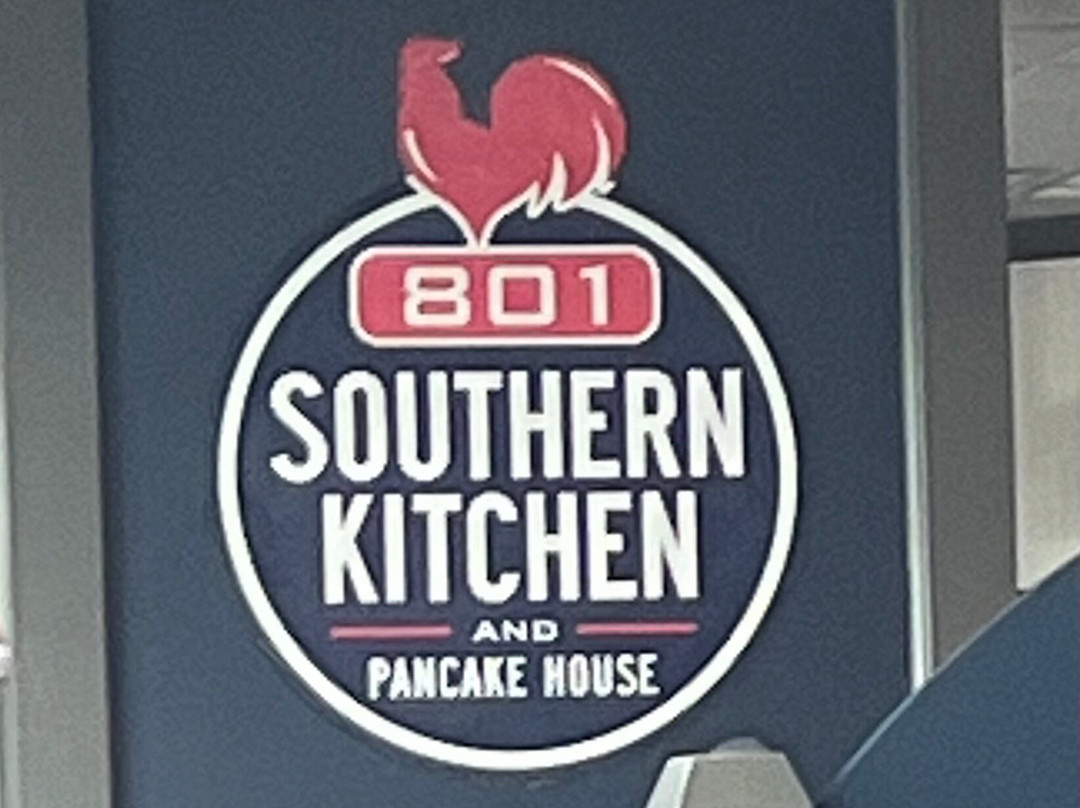 801
SOUTHERN
KITCHEN
AND
PANCAKE HOUSE